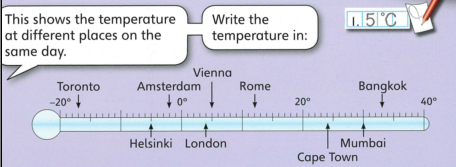 This shows the temperature
at different places on the
same day.
Write the
temperature in:
1. 5 °C
Vienna
Toronto Amsterdam Rome Bangkok
-20° 0° 20° 40°
Helsinki London Mumbai
Cape Town